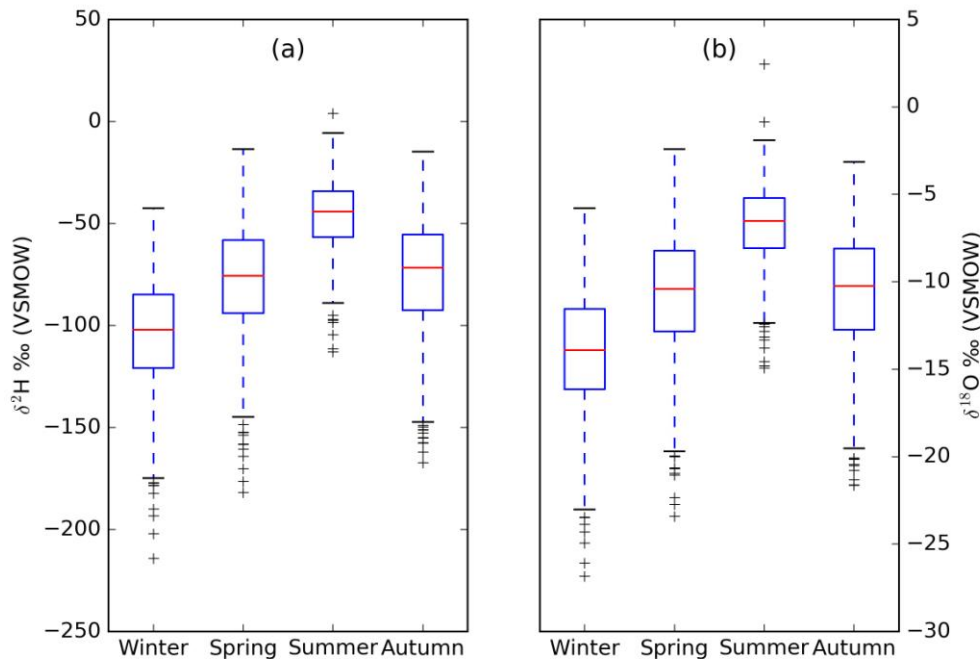 (a)
50
0
−50
−100
−150
−200
−250
δ²H ‰ (VSMOW)
Winter Spring Summer Autumn
(b)
5
0
−5
−10
−15
−20
−25
−30
δ¹⁸O ‰ (VSMOW)
Winter Spring Summer Autumn